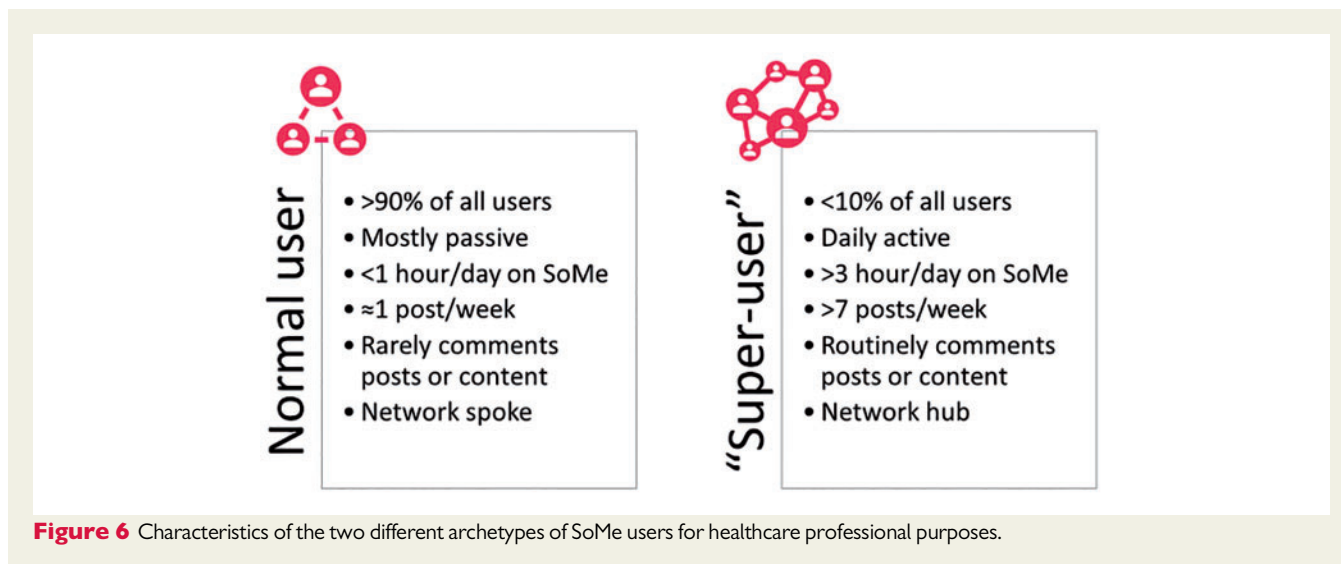 Normal user
• >90% of all users
• Mostly passive
• <1 hour/day on SoMe
• ≈1 post/week
• Rarely comments
posts or content
• Network spoke
“Super-user”
• <10% of all users
• Daily active
• >3 hour/day on SoMe
• >7 posts/week
• Routinely comments
posts or content
• Network hub
Figure 6 Characteristics of the two different archetypes of SoMe users for healthcare professional purposes.